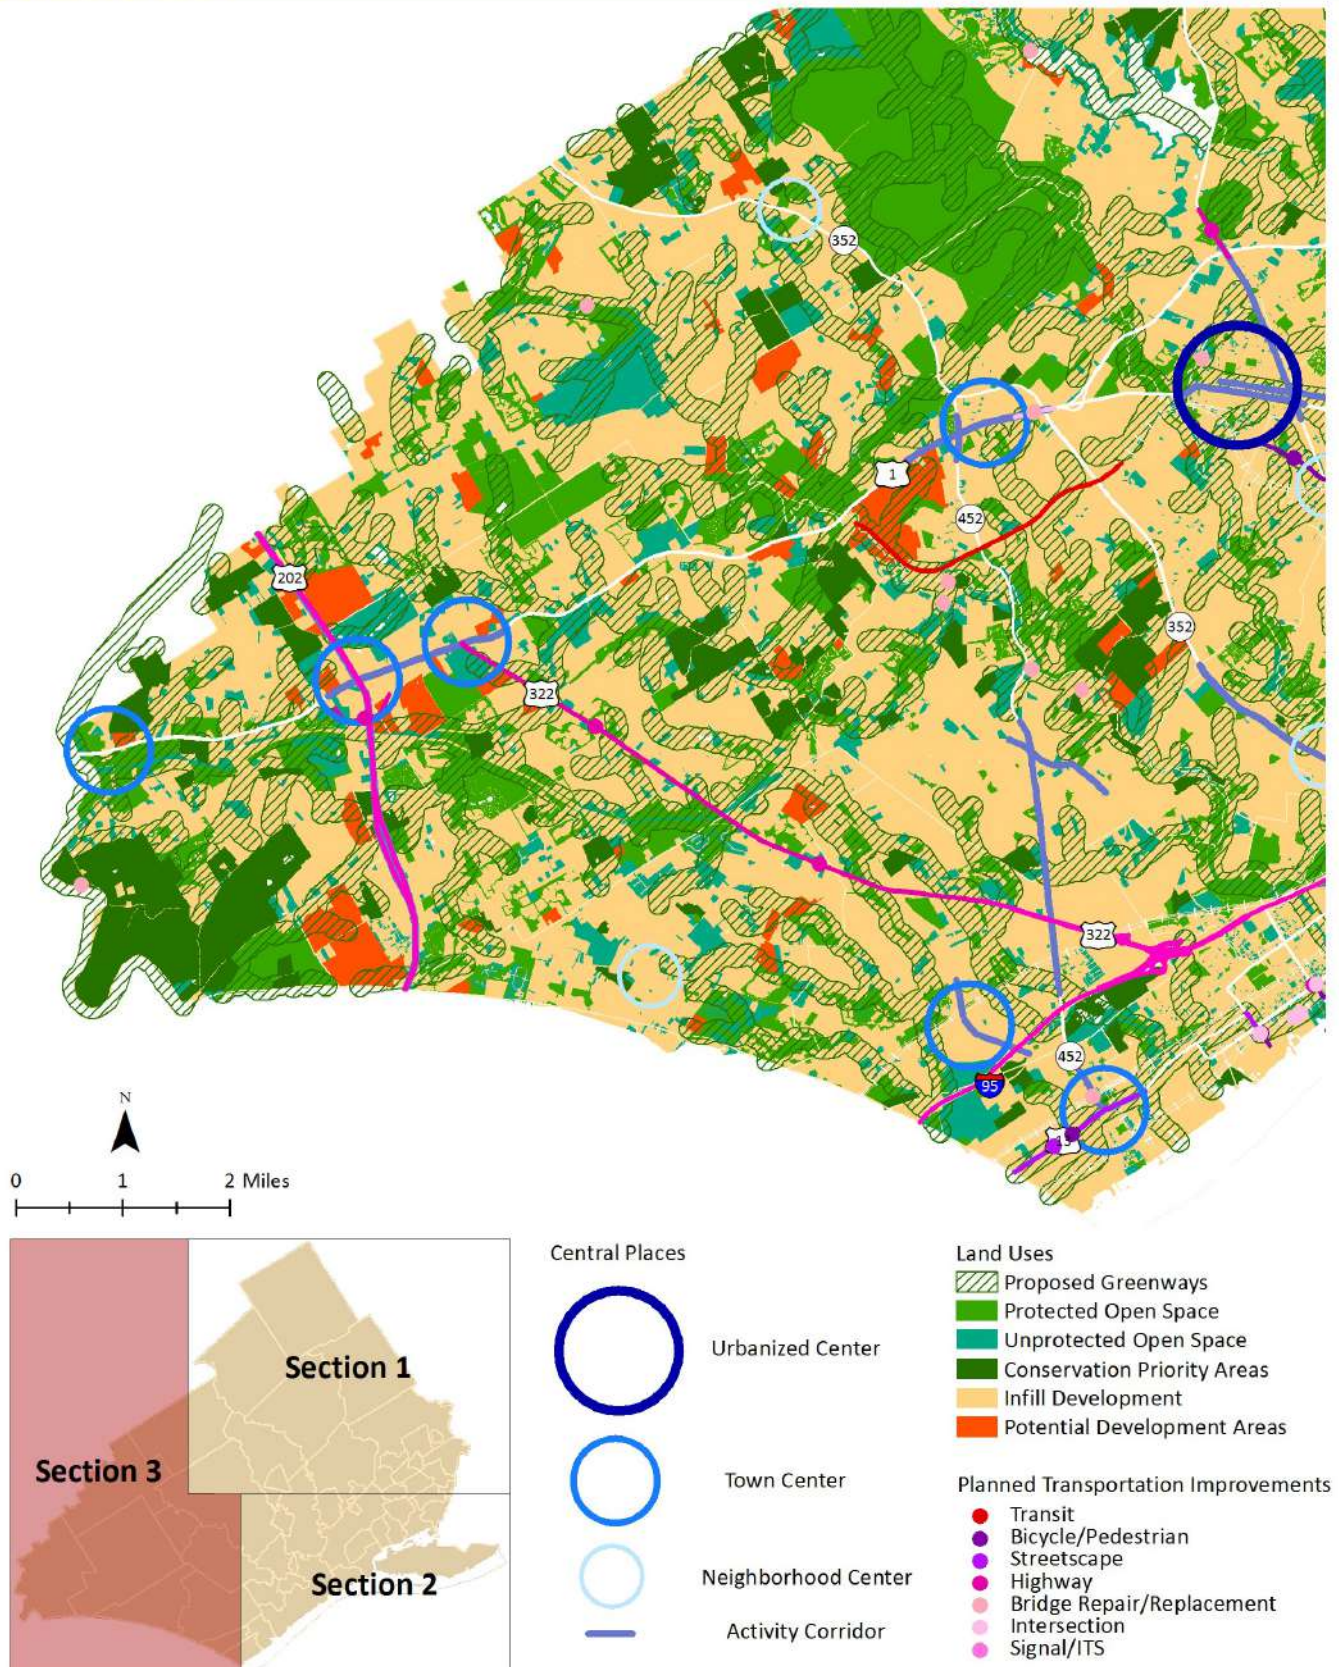 352
1
452
202
352
322
322
452
95
N
0 1 2 Miles
Section 1
Section 3
Section 2
Central Places
Urbanized Center
Town Center
Neighborhood Center
Activity Corridor
Land Uses
Proposed Greenways
Protected Open Space
Unprotected Open Space
Conservation Priority Areas
Infill Development
Potential Development Areas
Planned Transportation Improvements
Transit
Bicycle/Pedestrian
Streetscape
Highway
Bridge Repair/Replacement
Intersection
Signal/ITS